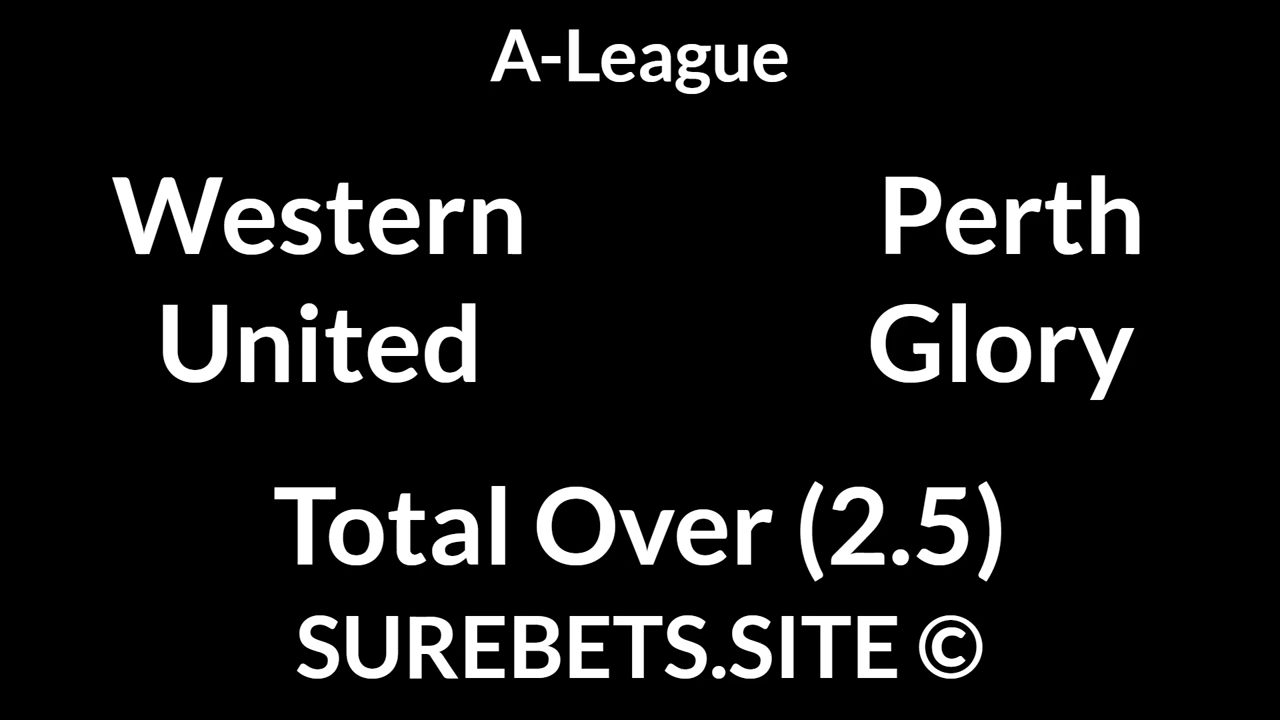 A-League
Western
United
Perth
Glory
Total Over (2.5)
SUREBETS.SITE ©